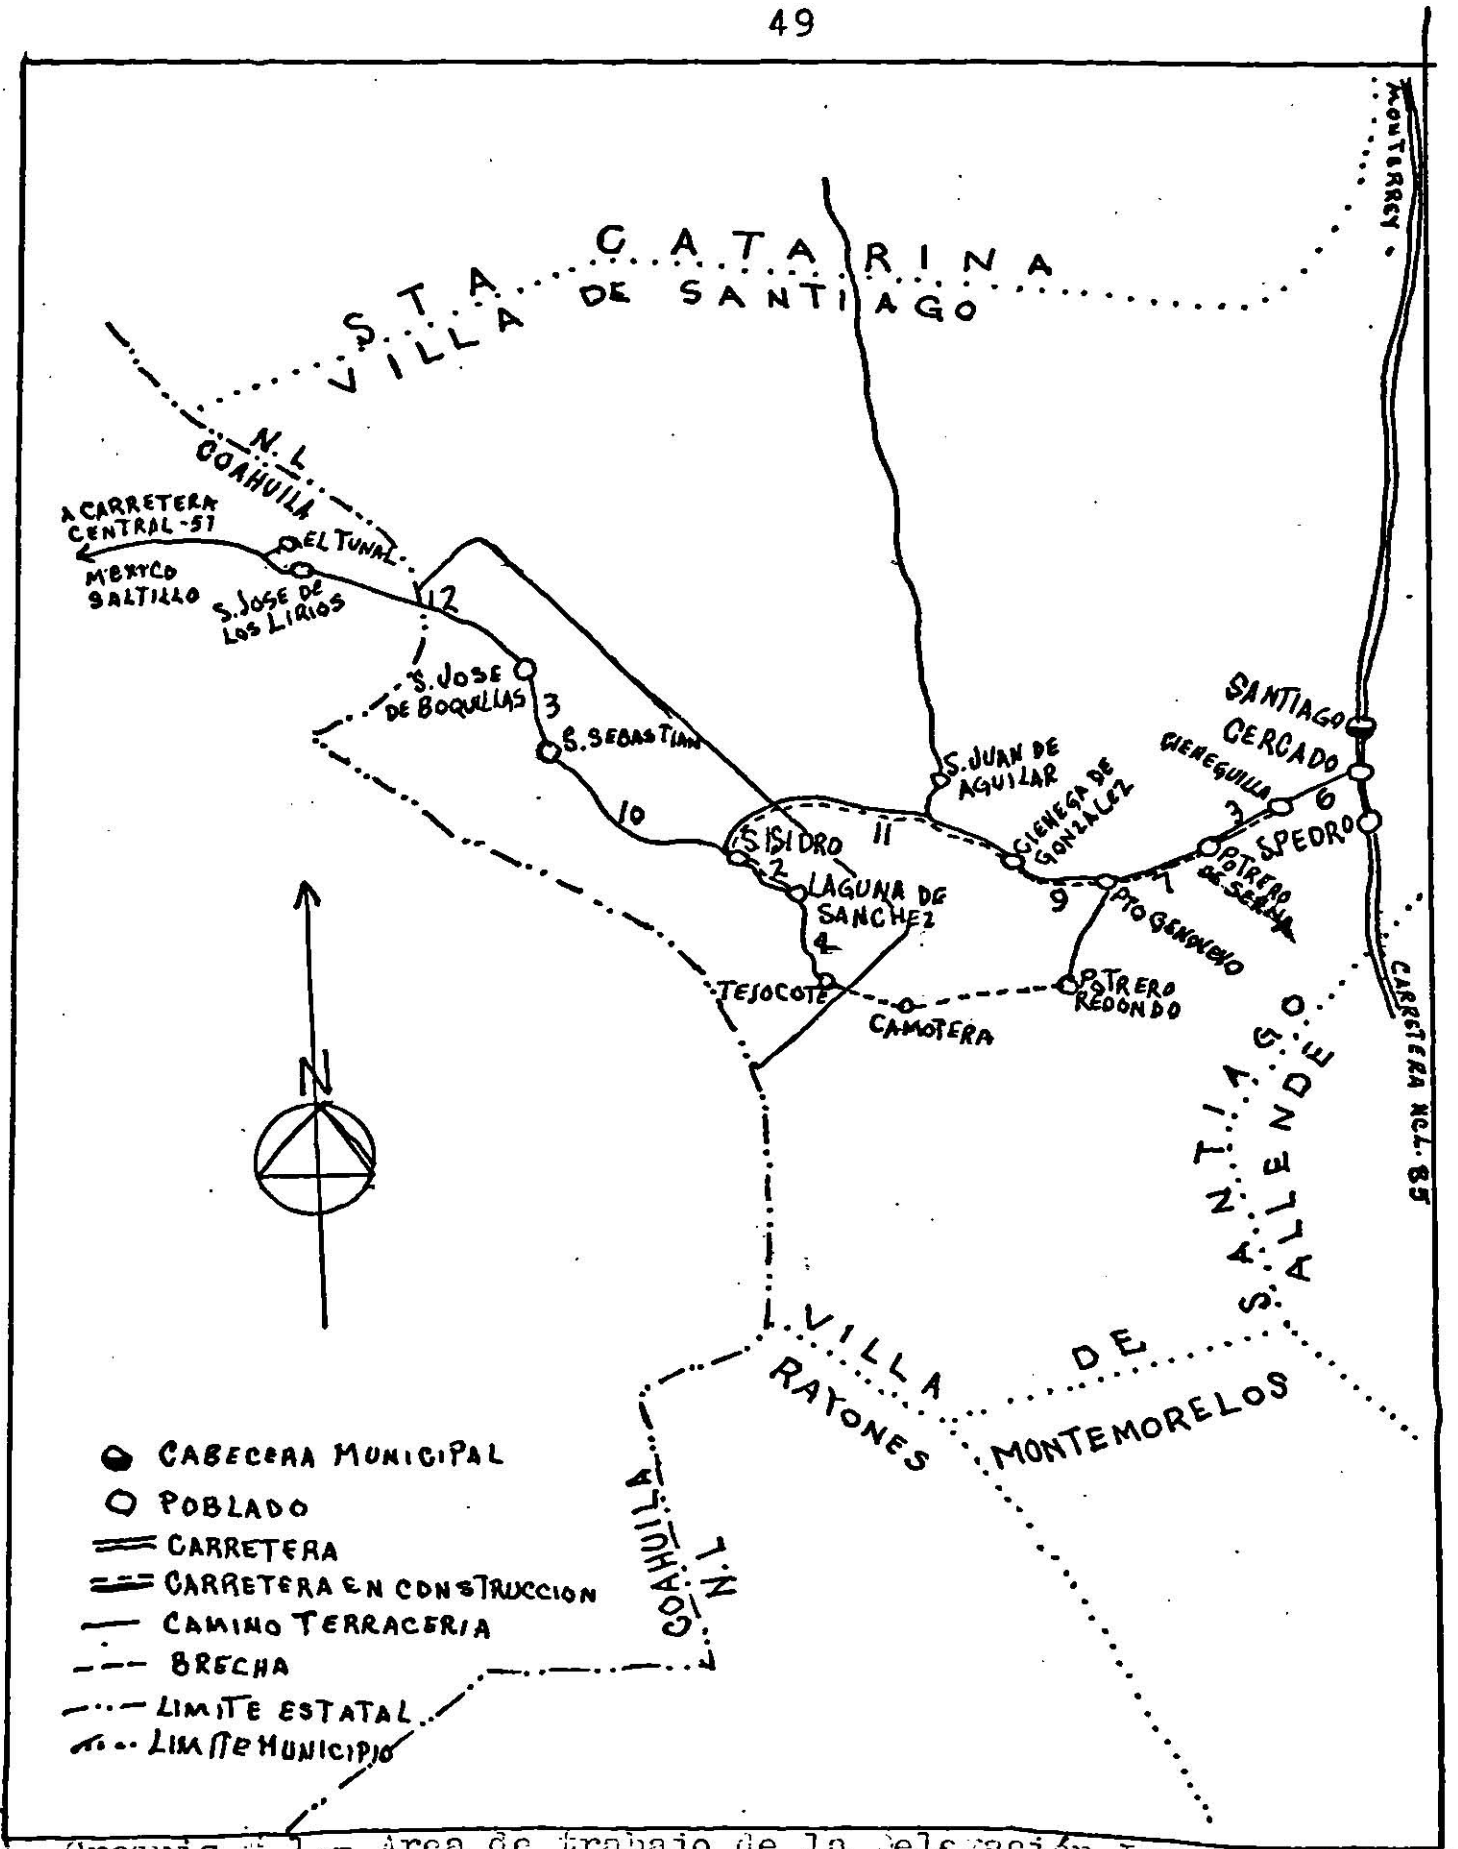 49
MONTERREY
STA CATARINA
VILLA DE SANTIAGO
N. L
COAHUILA
A CARRETERA
CENTRAL-57
MEXICO
SALTILLO
EL TUNAL
S. JOSE DE
LOS LIRIOS
12
S. JOSE
DE BOQUILLAS
3
S. SEBASTIAN
10
S ISIDRO
11
2
LAGUNA DE
SANCHEZ
4
TEJOCOTE
CAMOTERA
POTRERO
REDONDO
S. JUAN DE
AGUILAR
CIENEGA DE
GONZALEZ
9
PTO GENOVEVO
7
POTRERO
DE SERNA
3
CIENEGUILLA
6
SANTIAGO
CERCADO
S PEDRO
CARRETERA NCL. 85
SANTIAGO
ALLENDE
N
VILLA DE
RAYONES
MONTEMORELOS
COAHUILA
N.L
CABECERA MUNICIPAL
POBLADO
CARRETERA
CARRETERA EN CONSTRUCCION
CAMINO TERRACERIA
BRECHA
LIMITE ESTATAL
LIMITE MUNICIPIO
Area de trabajo de la